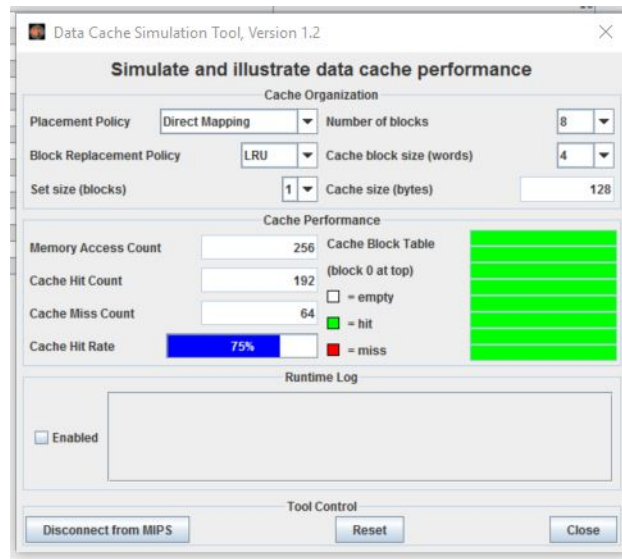 Data Cache Simulation Tool, Version 1.2
Simulate and illustrate data cache performance
Cache Organization
Placement Policy Direct Mapping Number of blocks 8
Block Replacement Policy LRU Cache block size (words) 4
Set size (blocks) 1 Cache size (bytes) 128
Cache Performance
Memory Access Count 256 Cache Block Table
(block 0 at top)
Cache Hit Count 192
= empty
Cache Miss Count 64
= hit
Cache Hit Rate 75%
= miss
Runtime Log
Enabled
Tool Control
Disconnect from MIPS Reset Close